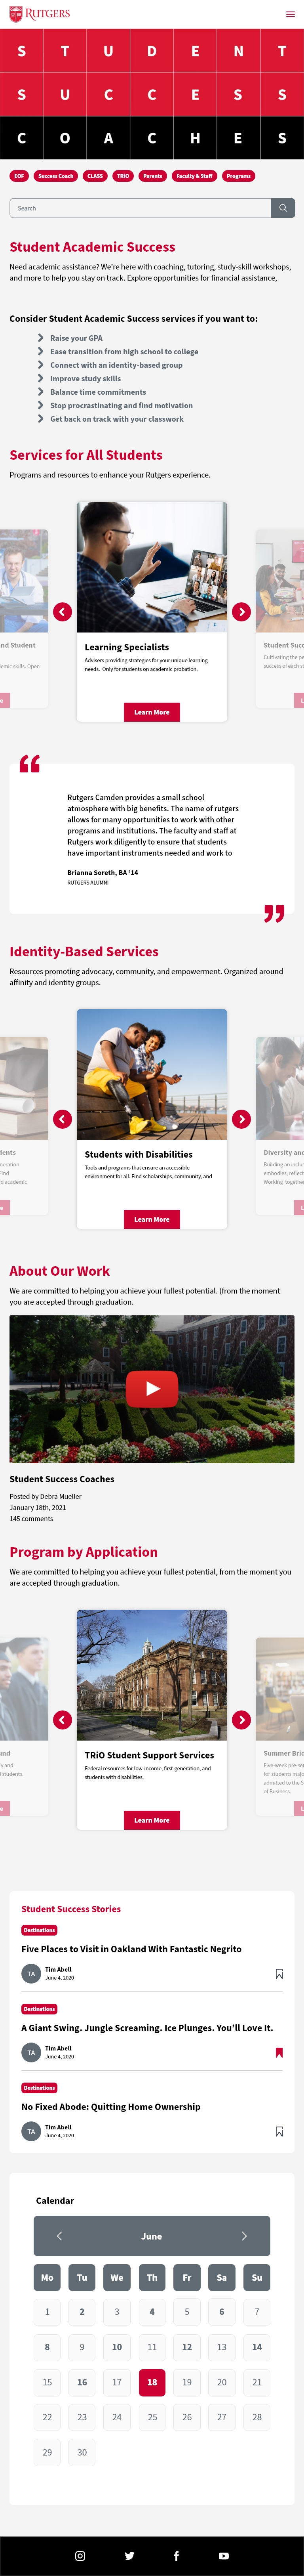 RUTGERS
STUDENT
SUCCESS
COACHES
EOF Success Coach CLASS TRIO Parents Faculty & Staff Programs
Search
Student Academic Success
Need academic assistance? We're here with coaching, tutoring, study-skill workshops,
and more to help you stay on track. Explore opportunities for financial assistance,
Consider Student Academic Success services if you want to:
Raise your GPA
Ease transition from high school to college
Connect with an identity-based group
Improve study skills
Balance time commitments
Stop procrastinating and find motivation
Get back on track with your classwork
Services for All Students
Programs and resources to enhance your Rutgers experience.
nd Student
emic skills. Open
Learning Specialists
Advisers providing strategies for your unique learning
needs. Only for students on academic probation.
Learn More
Student Succ
Cultivating the pe
success of each st
Rutgers Camden provides a small school
atmosphere with big benefits. The name of rutgers
allows for many opportunities to work with other
programs and institutions. The faculty and staff at
Rutgers work diligently to ensure that students
have important instruments needed and work to
Brianna Soreth, BA '14
RUTGERS ALUMNI
Identity-Based Services
Resources promoting advocacy, community, and empowerment. Organized around
affinity and identity groups.
dents
neration
Find
d academic
Students with Disabilities
Tools and programs that ensure an accessible
environment for all. Find scholarships, community, and
Learn More
Diversity and
Building an inclus
embodies, reflect
Working together
About Our Work
We are committed to helping you achieve your fullest potential. (from the moment
you are accepted through graduation.
RUTGERS
Student Success Coaches
Posted by Debra Mueller
January 18th, 2021
145 comments
Program by Application
We are committed to helping you achieve your fullest potential, from the moment you
are accepted through graduation.
und
cy and
d students.
TRiO Student Support Services
Federal resources for low-income, first-generation, and
students with disabilities.
Learn More
Summer Bric
Five-week pre-se
for students majo
admitted to the S
of Business.
Student Success Stories
Destinations
Five Places to Visit in Oakland With Fantastic Negrito
TA
Tim Abell
June 4, 2020
Destinations
A Giant Swing. Jungle Screaming. Ice Plunges. You'll Love It.
TA
Tim Abell
June 4, 2020
Destinations
No Fixed Abode: Quitting Home Ownership
TA
Tim Abell
June 4, 2020
Calendar
June
Mo Tu We Th Fr Sa Su
1 2 3 4 5 6 7
8 9 10 11 12 13 14
15 16 17 18 19 20 21
22 23 24 25 26 27 28
29 30